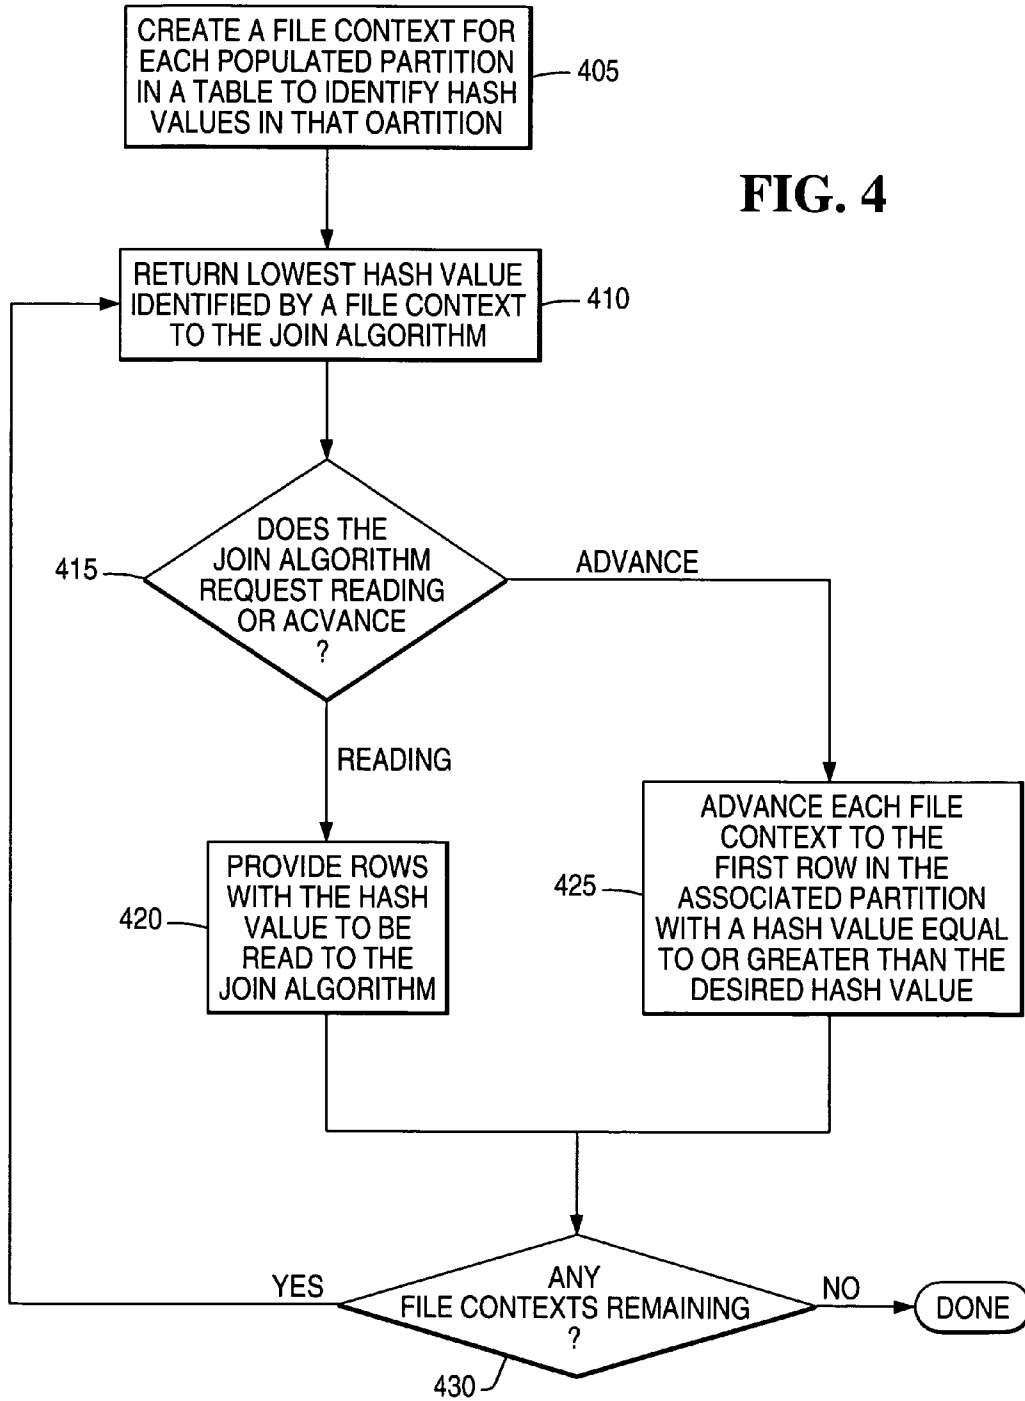 CREATE A FILE CONTEXT FOR
EACH POPULATED PARTITION
IN A TABLE TO IDENTIFY HASH
VALUES IN THAT OARTITION
405
FIG. 4
RETURN LOWEST HASH VALUE
IDENTIFIED BY A FILE CONTEXT
TO THE JOIN ALGORITHM
410
DOES THE
JOIN ALGORITHM
REQUEST READING
OR ACVANCE
?
415
ADVANCE
READING
PROVIDE ROWS
WITH THE HASH
VALUE TO BE
READ TO THE
JOIN ALGORITHM
420
ADVANCE EACH FILE
CONTEXT TO THE
FIRST ROW IN THE
ASSOCIATED PARTITION
WITH A HASH VALUE EQUAL
TO OR GREATER THAN THE
DESIRED HASH VALUE
425
ANY
FILE CONTEXTS REMAINING
?
430
YES
NO
DONE